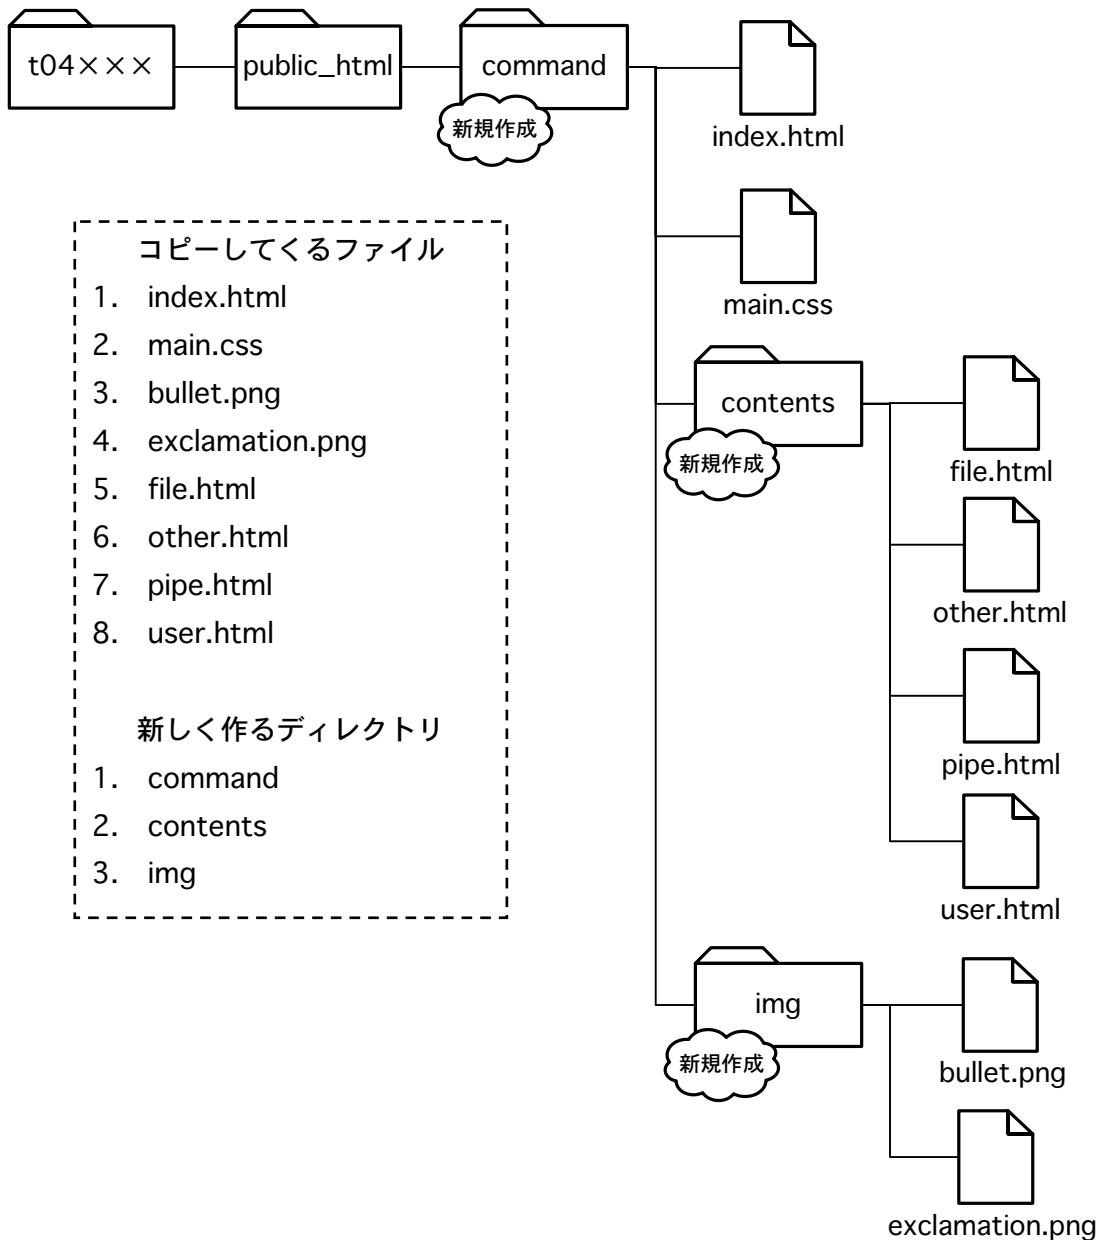 t04×××
public_html
command
新規作成
index.html
main.css
コピーしてくるファイル
1. index.html
2. main.css
3. bullet.png
4. exclamation.png
5. file.html
6. other.html
7. pipe.html
8. user.html
新しく作るディレクトリ
1. command
2. contents
3. img
contents
新規作成
file.html
other.html
pipe.html
user.html
img
新規作成
bullet.png
exclamation.png